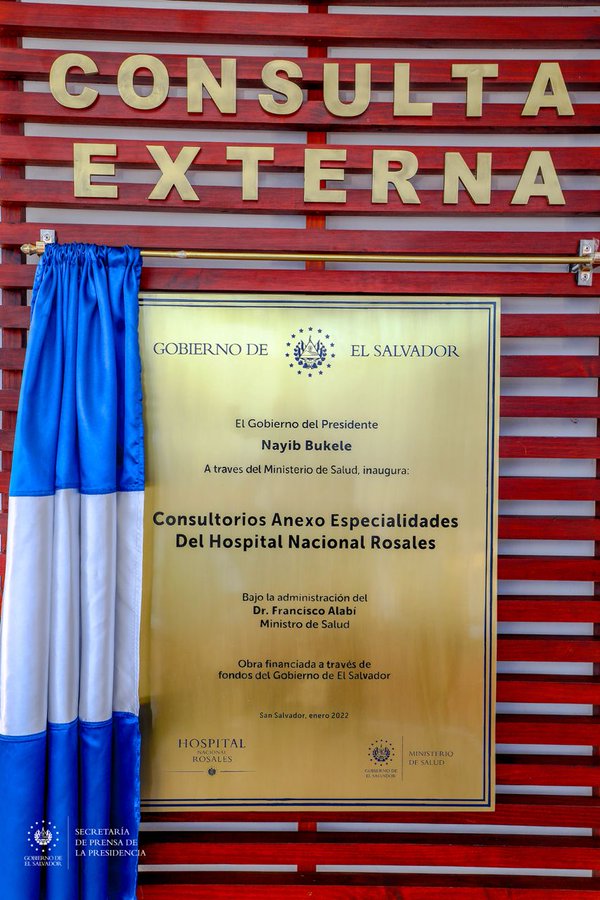 CONSULTA
EXTERNA
GOBIERNO DE EL SALVADOR
El Gobierno del Presidente
Nayib Bukele
A traves del Ministerio de Salud, inaugura:
Consultorios Anexo Especialidades
Del Hospital Nacional Rosales
Bajo la administración del
Dr. Francisco Alabí
Ministro de Salud
Obra financiada a través de
fondos del Gobierno de El Salvador
San Salvador, enero 2022
HOSPITAL
NACIONAL
ROSALES
GOBIERNO DE
EL SALVADOR
MINISTERIO
DE SALUD
GOBIERNO DE
EL SALVADOR
SECRETARÍA
DE PRENSA DE
LA PRESIDENCIA